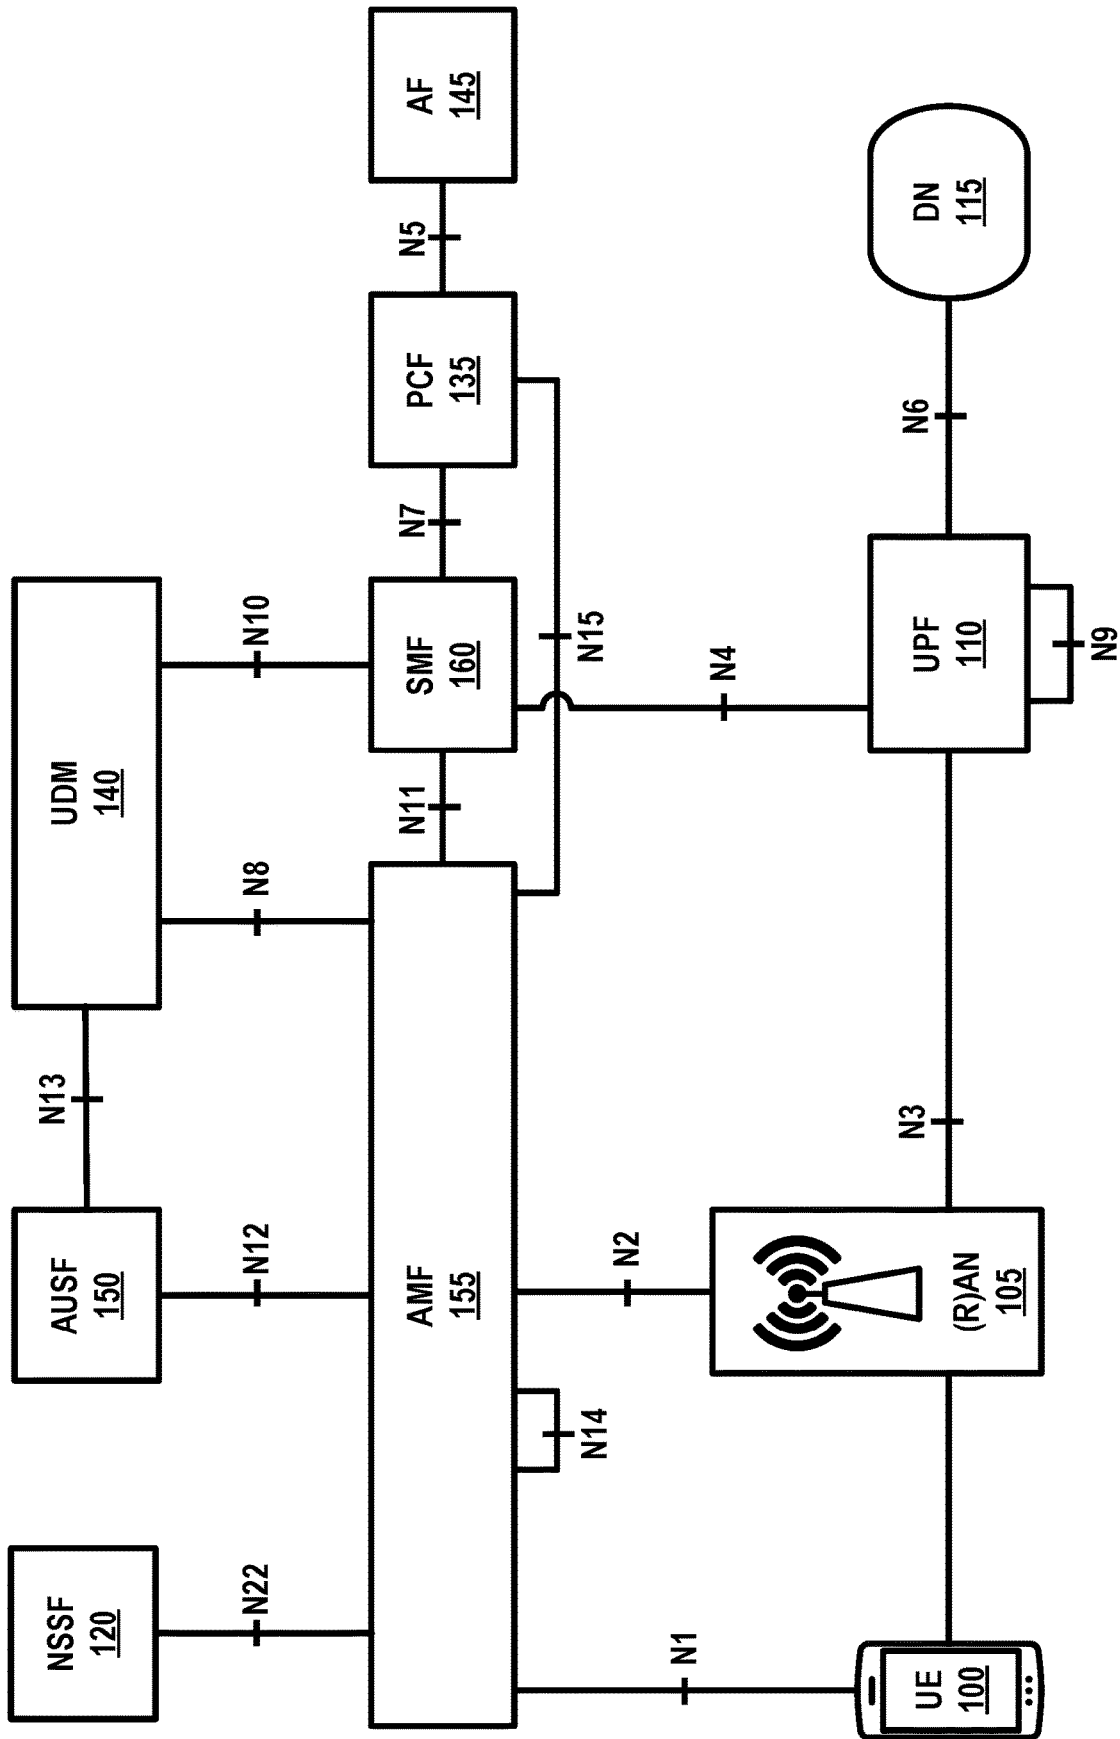 NSSF
120
AUSF
150
UDM
140
N13
N22
N12
N8
N10
AMF
155
N11
SMF
160
N7
PCF
135
N5
AF
145
N14
N15
N1
N2
N4
UE
100
(R)AN
105
N3
UPF
110
N6
DN
115
N9